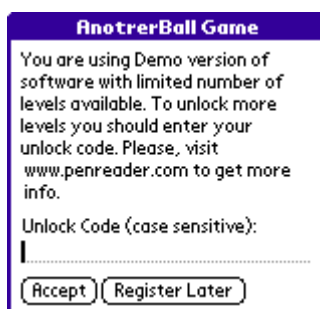 AnotrerBall Game
You are using Demo version of
software with limited number of
levels available. To unlock more
levels you should enter your
unlock code. Please, visit
www.penreader.com to get more
info.
Unlock Code (case sensitive):
Accept Register Later